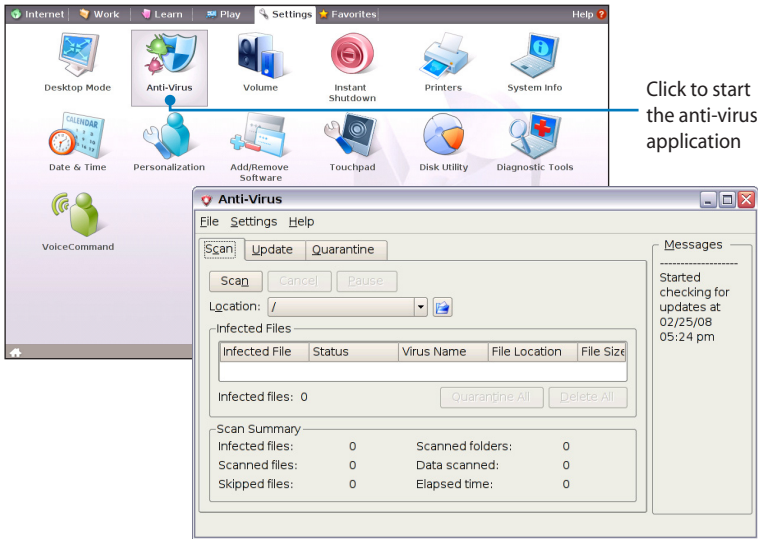 Internet Work Learn Play Settings Favorites Help ?
Desktop Mode Anti-Virus Volume Instant Shutdown Printers System Info
Click to start
the anti-virus
application
CALENDAR
Date & Time Personalization Add/Remove Software Touchpad Disk Utility Diagnostic Tools
VoiceCommand
Anti-Virus
File Settings Help
Scan Update Quarantine
Scan Cancel Pause
Location: /
Infected Files
Infected File Status Virus Name File Location File Size
Infected files: 0 Quarantine All Delete All
Scan Summary
Infected files: 0 Scanned folders: 0
Scanned files: 0 Data scanned: 0
Skipped files: 0 Elapsed time: 0
Messages
-------------------
Started
checking for
updates at
02/25/08
05:24 pm